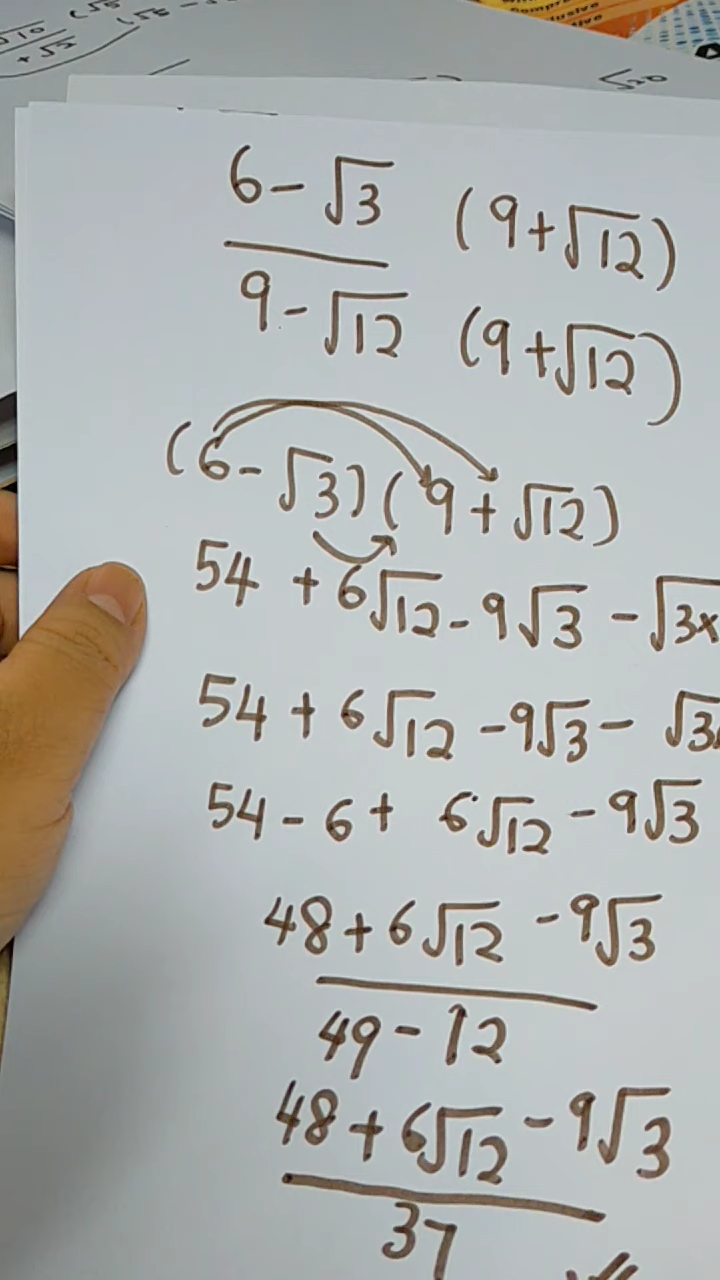 6 - √3 (9 + √12)
9 - √12 (9 + √12)
(6 - √3)(9 + √12)
54 + 6√12 - 9√3 - √3x
54 + 6√12 - 9√3 - √3
54 - 6 + 6√12 - 9√3
48 + 6√12 - 9√3
49 - 12
48 + 6√12 - 9√3
37